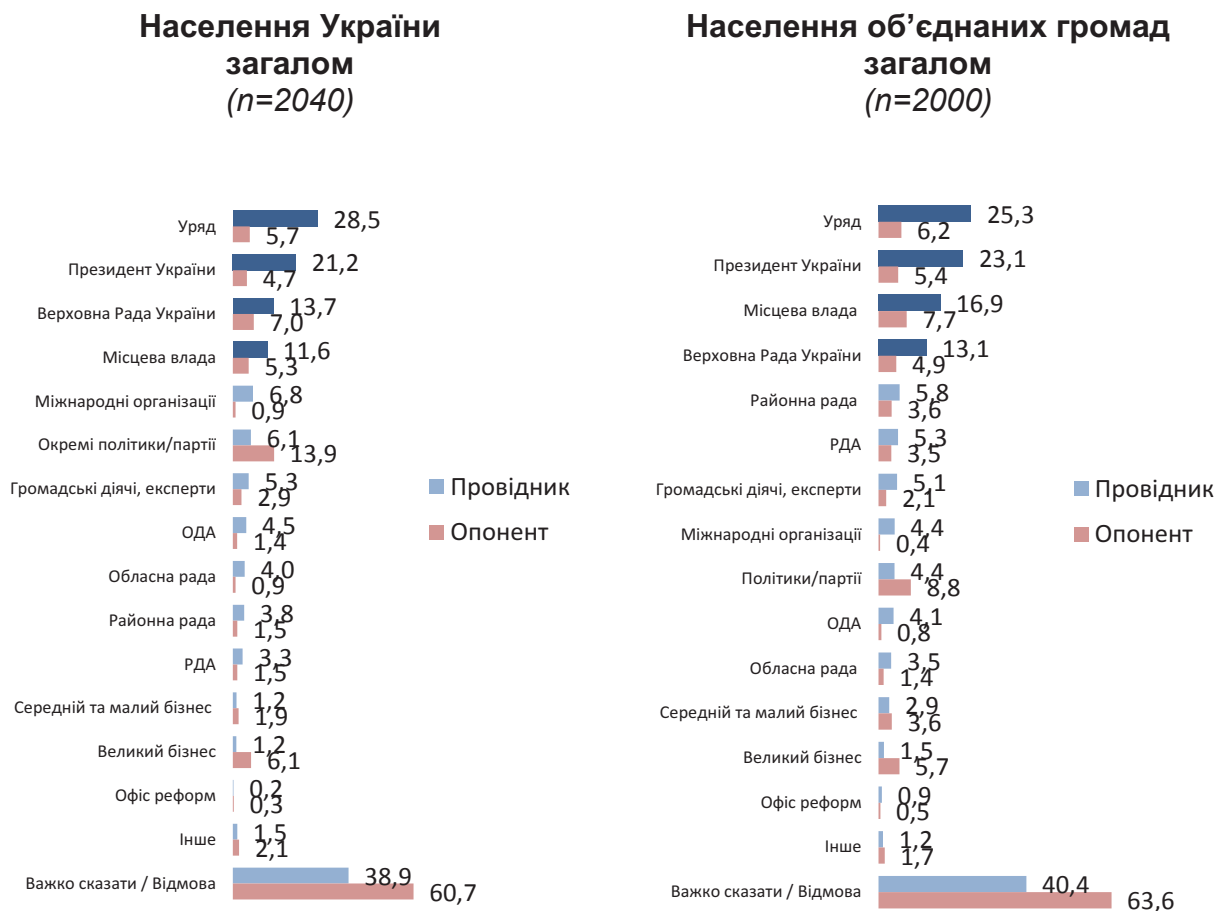 Населення України
загалом
(n=2040)
Уряд 28,5
5,7
Президент України 21,2
4,7
Верховна Рада України 13,7
7,0
Місцева влада 11,6
5,3
Міжнародні організації 6,8
0,9
Окремі політики/партії 6,1
13,9
Громадські діячі, експерти 5,3
2,9
ОДА 4,5
1,4
Обласна рада 4,0
0,9
Районна рада 3,8
1,5
РДА 3,3
1,5
Середній та малий бізнес 1,2
1,9
Великий бізнес 1,2
6,1
Офіс реформ 0,2
0,3
Інше 1,5
2,1
Важко сказати / Відмова 38,9
60,7
Провідник
Опонент
Населення об’єднаних громад
загалом
(n=2000)
Уряд 25,3
6,2
Президент України 23,1
5,4
Місцева влада 16,9
7,7
Верховна Рада України 13,1
4,9
Районна рада 5,8
3,6
РДА 5,3
3,5
Громадські діячі, експерти 5,1
2,1
Міжнародні організації 4,4
0,4
Політики/партії 4,4
8,8
ОДА 4,1
0,8
Обласна рада 3,5
1,4
Середній та малий бізнес 2,9
3,6
Великий бізнес 1,5
5,7
Офіс реформ 0,9
0,5
Інше 1,2
1,7
Важко сказати / Відмова 40,4
63,6
Провідник
Опонент